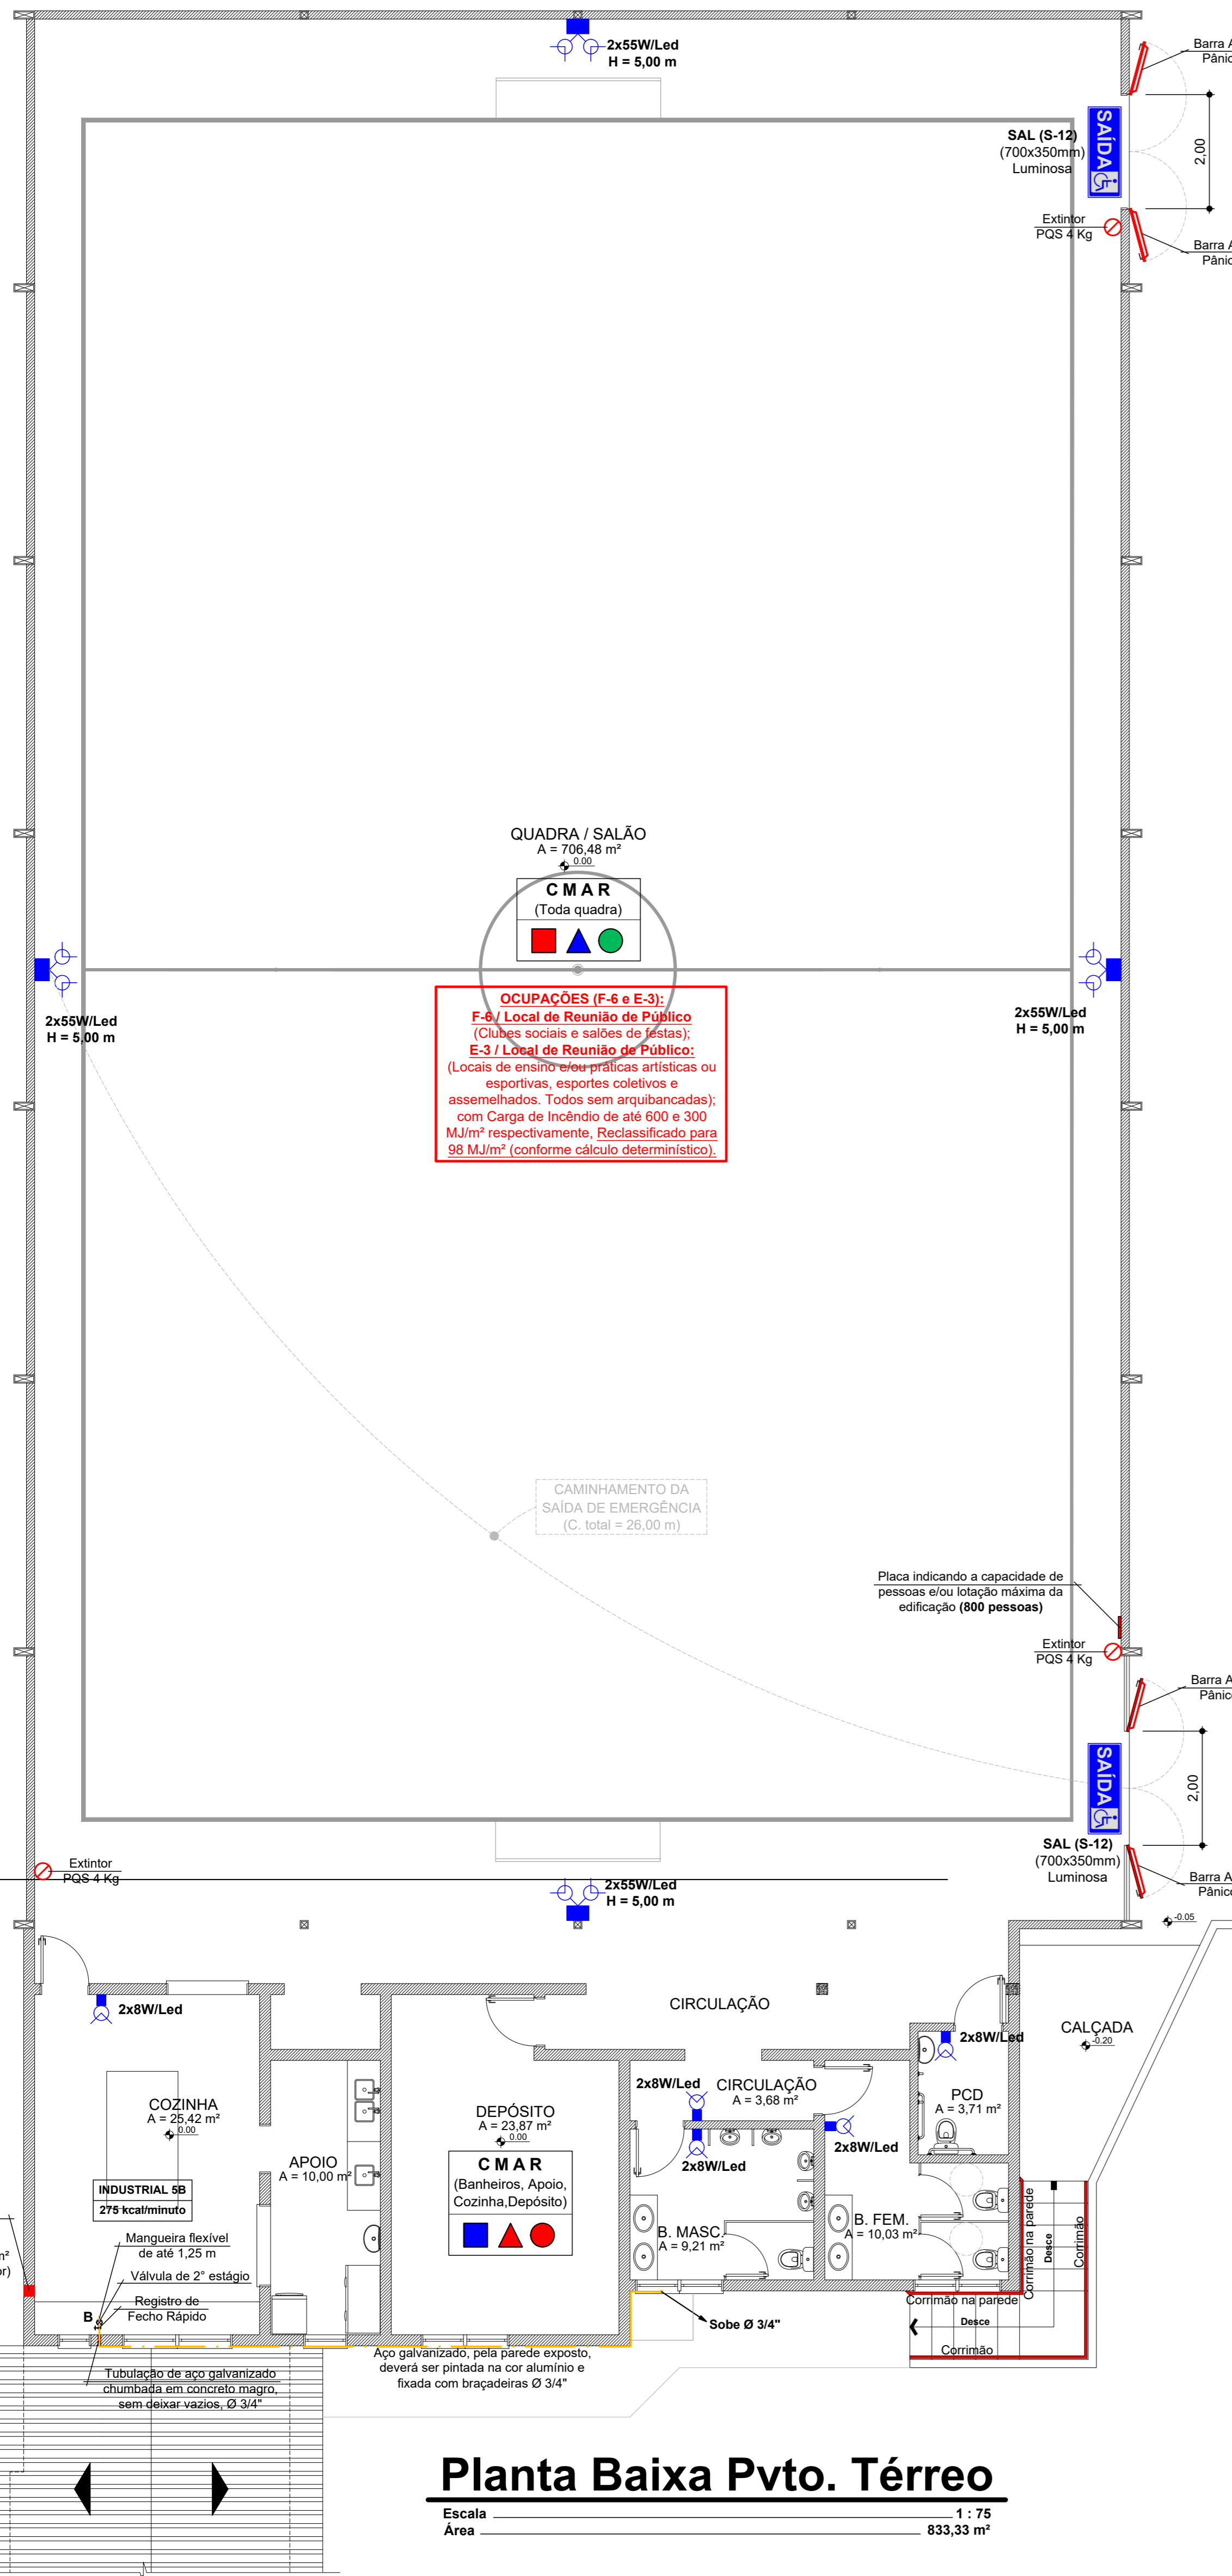 2x55W/Led
H = 5,00 m
Barra A
Pânic
SAL (S-12)
(700x350mm)
Luminosa
SAÍDA
2,00
Extintor
PQS 4 Kg
Barra A
Pânic
QUADRA / SALÃO
A = 706,48 m²
0.00
C M A R
(Toda quadra)
2x55W/Led
H = 5,00 m
2x55W/Led
H = 5,00 m
OCUPAÇÕES (F-6 e E-3):
F-6 / Local de Reunião de Público
(Clubes sociais e salões de festas);
E-3 / Local de Reunião de Público:
(Locais de ensino e/ou práticas artísticas ou
esportivas, esportes coletivos e
assemelhados. Todos sem arquibancadas);
com Carga de Incêndio de até 600 e 300
MJ/m² respectivamente, Reclassificado para
98 MJ/m² (conforme cálculo determinístico).
CAMINHAMENTO DA
SAÍDA DE EMERGÊNCIA
(C. total = 26,00 m)
Placa indicando a capacidade de
pessoas e/ou lotação máxima da
edificação (800 pessoas)
Extintor
PQS 4 Kg
Barra A
Pânic
SAÍDA
2,00
SAL (S-12)
(700x350mm)
Luminosa
Barra A
Pânic
Extintor
PQS 4 Kg
2x55W/Led
H = 5,00 m
-0.05
2x8W/Led
CIRCULAÇÃO
2x8W/Led
CALÇADA
-0.20
COZINHA
A = 25,42 m²
0.00
DEPÓSITO
A = 23,87 m²
0.00
2x8W/Led
CIRCULAÇÃO
A = 3,68 m²
PCD
A = 3,71 m²
2x8W/Led
2x8W/Led
APOIO
A = 10,00 m²
C M A R
(Banheiros, Apoio,
Cozinha,Depósito)
INDUSTRIAL 5B
275 kcal/minuto
B. MASC.
A = 9,21 m²
B. FEM.
A = 10,03 m²
Corrimão na parede
Desce
Corrimão
Mangueira flexível
de até 1,25 m
Válvula de 2° estágio
Registro de
Fecho Rápido
B
m²
or)
Sobe Ø 3/4"
Corrimão na parede
Desce
Corrimão
Aço galvanizado, pela parede exposto,
deverá ser pintada na cor alumínio e
fixada com braçadeiras Ø 3/4"
Tubulação de aço galvanizado
chumbada em concreto magro,
sem deixar vazios, Ø 3/4"
Planta Baixa Pvto. Térreo
Escala 1 : 75
Área 833,33 m²